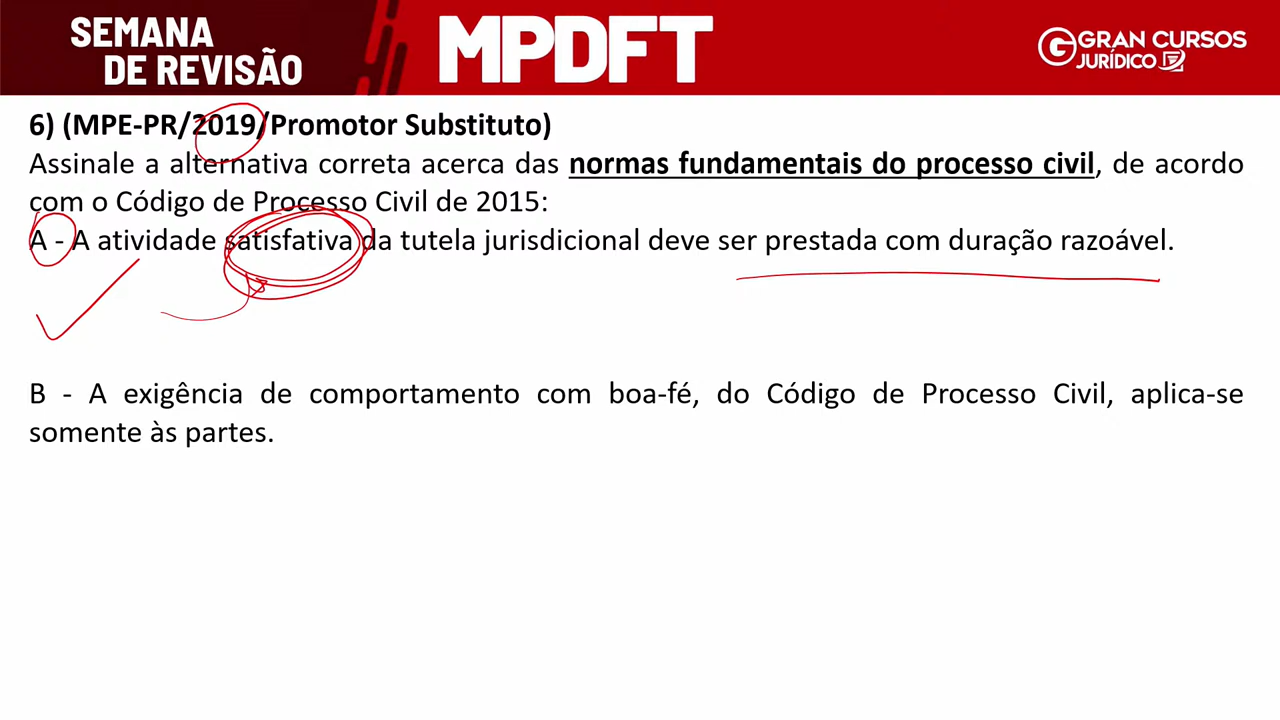 SEMANA
DE REVISÃO
MPDFT
GRAN CURSOS
JURÍDICO
6) (MPE-PR/2019/Promotor Substituto)
Assinale a alternativa correta acerca das normas fundamentais do processo civil, de acordo
com o Código de Processo Civil de 2015:
A - A atividade satisfativa da tutela jurisdicional deve ser prestada com duração razoável.
B - A exigência de comportamento com boa-fé, do Código de Processo Civil, aplica-se
somente às partes.